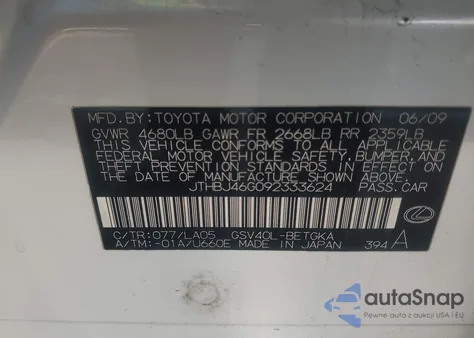 MFD.BY: TOYOTA MOTOR CORPORATION 06/09
GVWR 4680LB GAWR FR 2668LB RR 2359LB
THIS VEHICLE CONFORMS TO ALL APPLICABLE
FEDERAL MOTOR VEHICLE SAFETY, BUMPER, AND
THEFT PREVENTION STANDARDS IN EFFECT ON
THE DATE OF MANUFACTURE SHOWN ABOVE.
JTHBJ46G092333624 PASS.CAR
C/TR:077/LA05 GSV40L-BETGKA
A/TM:-01A/U660E MADE IN JAPAN 394 A
autoSnap
Pewne auta z aukcji USA i EU